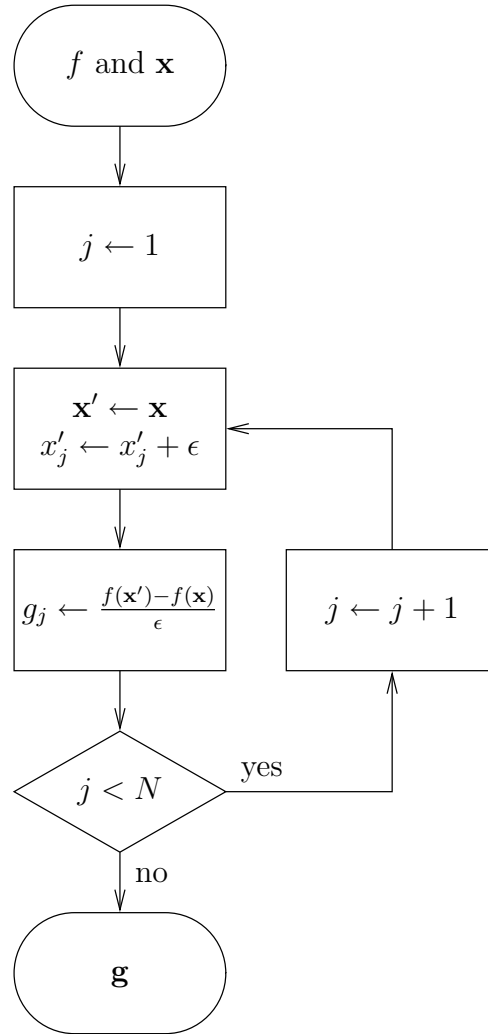 f and x
j ← 1
x′ ← x
x′_j ← x′_j + ϵ
g_j ← (f(x′)−f(x))/ϵ
j ← j + 1
j < N
yes
no
g